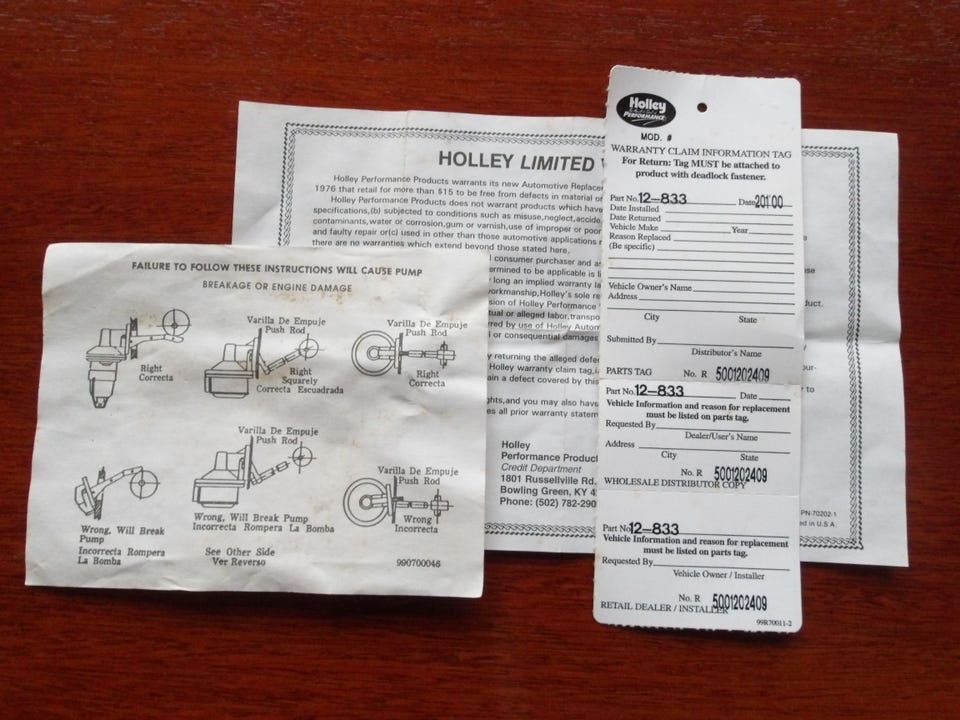 FAILURE TO FOLLOW THESE INSTRUCTIONS WILL CAUSE PUMP
BREAKAGE OR ENGINE DAMAGE
Right
Correcta
Varilla De Empuje
Push Rod
Right
Squarely
Correcta Escuadrada
Varilla De Empuje
Push Rod
Right
Correcta
Wrong, Will Break
Pump
Incorrecta Rompera
La Bomba
Varilla De Empuje
Push Rod
Wrong, Will Break Pump
Incorrecta Rompera La Bomba
Varilla De Empuje
Push Rod
Wrong
Incorrecta
See Other Side
Ver Reverso
990700046
HOLLEY LIMITED
Holley Performance Products warrants its new Automotive
1976 that retail for more than $15 to be free from defects in material or
Holley Performance Products does not warrant products which have
specifications,(b) subjected to conditions such as misuse,neglect,
contaminants,water or corrosion,gum or varnish,use of improper or poor
and faulty repair or(c) used in other than those automotive applications
there are no warranties which extend beyond those stated here.
consumer purchaser and
ermined to be applicable is
long an implied warranty
workmanship,Holley's sole
sion of Holley Performance
tual or alleged labor,
rred by use of Holley
or consequential damages
y returning the alleged
Holley warranty claim tag,
ain a defect covered by this
ghts,and you may also have
es all prior warranty
use
duct.
our-
to
Holley
Performance
Credit Department
1801 Russellville Rd.
Bowling Green, KY
Phone: (502) 782-290
PN-70202-1
ed in U.S.A.
Holley
PERFORMANCE
MOD. #
WARRANTY CLAIM INFORMATION TAG
For Return: Tag MUST be attached to
product with deadlock fastener.
Part No. 12-833 Date 20100
Date Installed
Date Returned
Vehicle Make Year
Reason Replaced
(Be specific)
Vehicle Owner's Name
Address
City State
Submitted By
Distributor's Name
PARTS TAG No. R 5001202409
Part No. 12-833 Date
Vehicle Information and reason for replacement
must be listed on parts tag.
Requested By
Dealer/User's Name
Address
City State
No. R 5001202409
WHOLESALE DISTRIBUTOR COPY
Part No. 12-833
Vehicle Information and reason for replacement
must be listed on parts tag.
Requested By
Vehicle Owner / Installer
No. R 5001202409
RETAIL DEALER / INSTALLER
99R70011-2